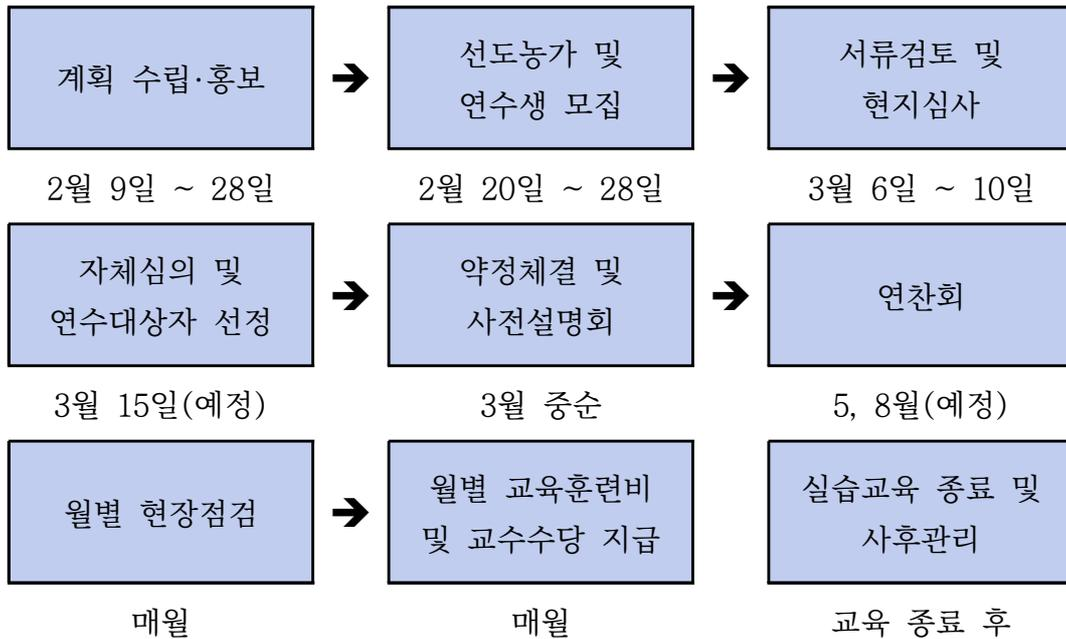 계획 수립·홍보
➔
선도농가 및
연수생 모집
➔
서류검토 및
현지심사
2월 9일 ~ 28일
2월 20일 ~ 28일
3월 6일 ~ 10일
자체심의 및
연수대상자 선정
➔
약정체결 및
사전설명회
➔
연찬회
3월 15일(예정)
3월 중순
5, 8월(예정)
월별 현장점검
➔
월별 교육훈련비
및 교수수당 지급
실습교육 종료 및
사후관리
매월
매월
교육 종료 후